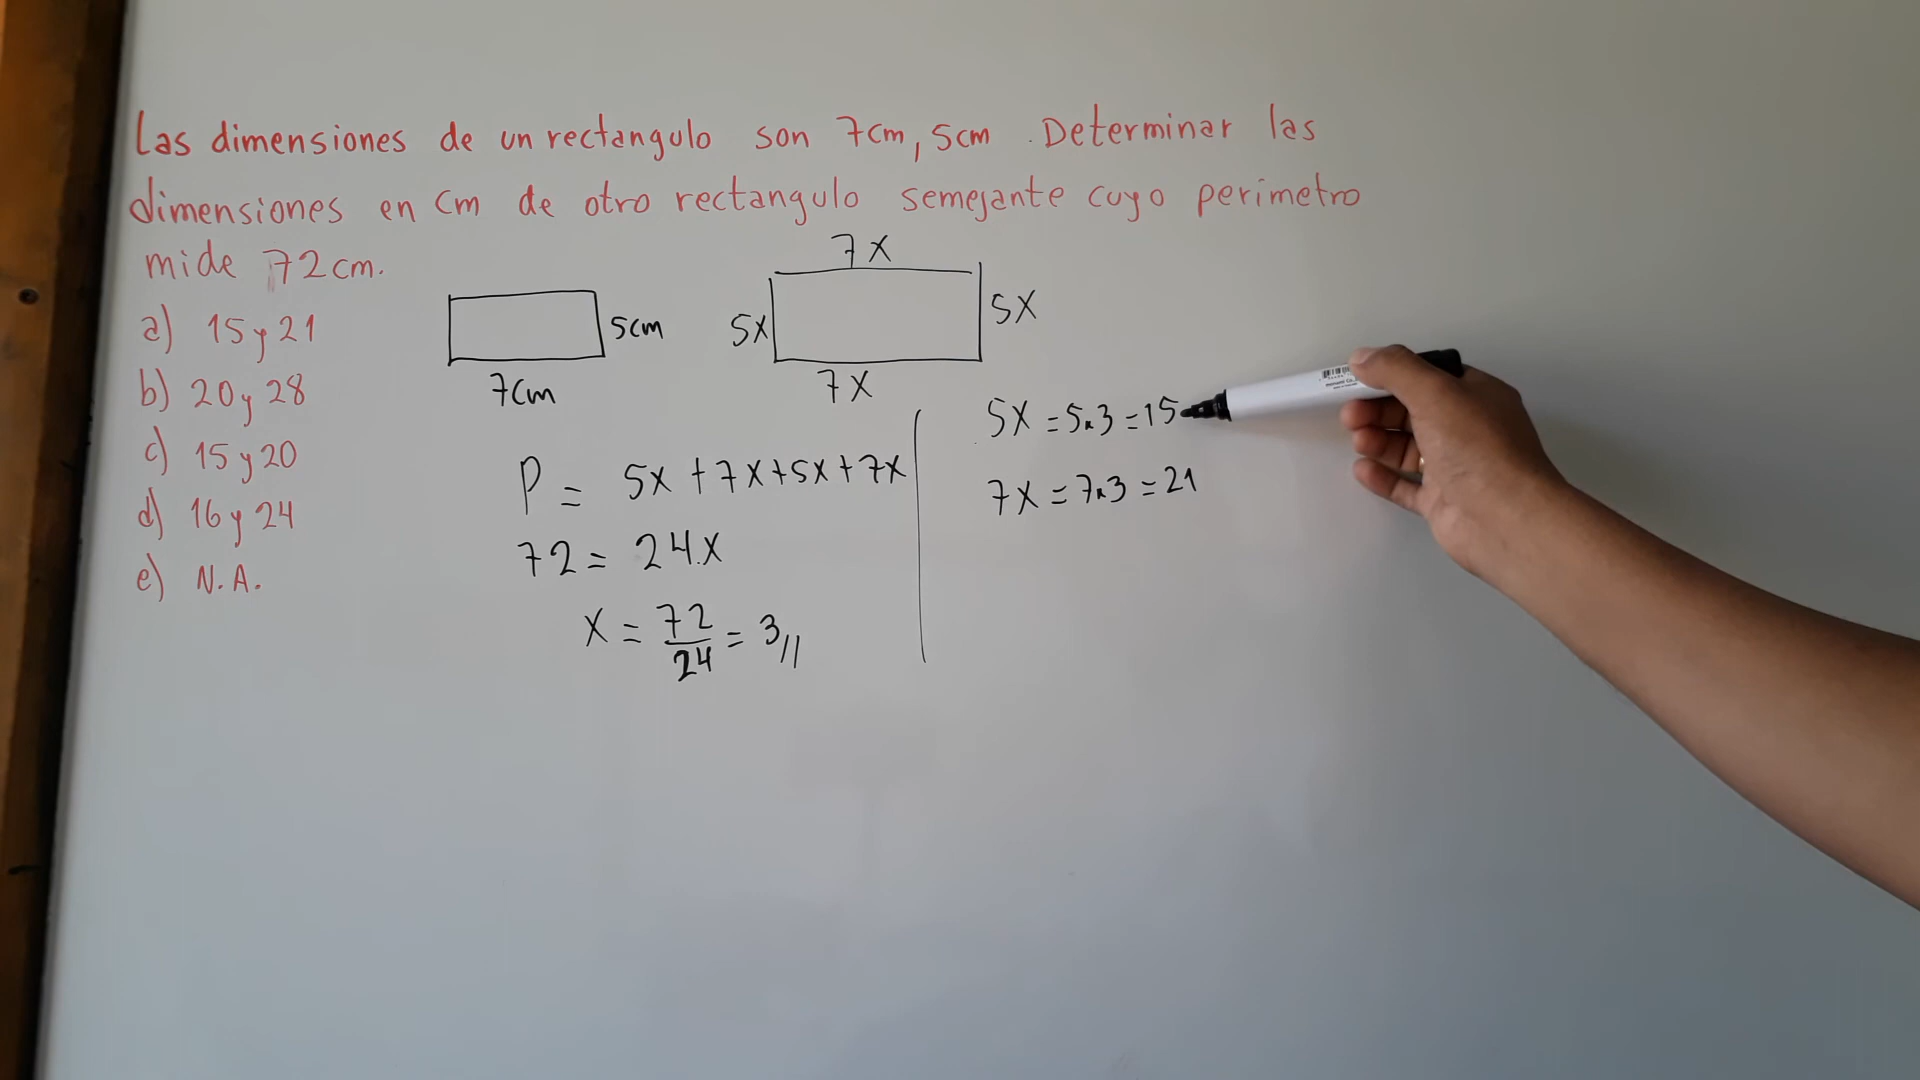 Las dimensiones de un rectangulo son 7cm, 5cm. Determinar las
dimensiones en cm de otro rectangulo semejante cuyo perimetro
mide 72cm.
a) 15 y 21
b) 20 y 28
c) 15 y 20
d) 16 y 24
e) N.A.
5cm
7cm
7X
5X
5X
7X
P = 5X + 7X + 5X + 7X
72 = 24.X
X = 72/24 = 3//
5X = 5x3 = 15
7X = 7x3 = 21